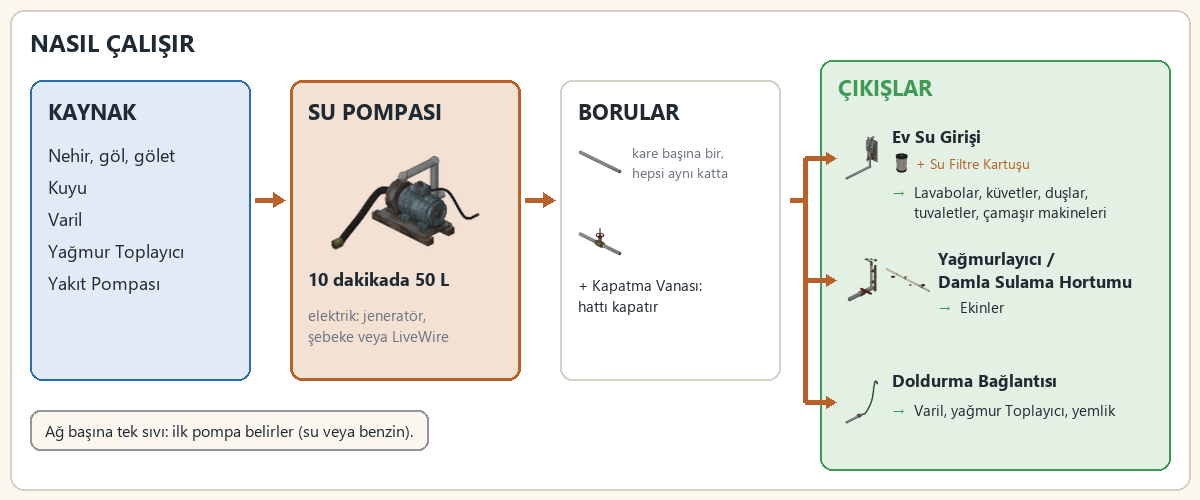 NASIL ÇALIŞIR
KAYNAK
Nehir, göl, gölet
Kuyu
Varil
Yağmur Toplayıcı
Yakıt Pompası
SU POMPASI
10 dakikada 50 L
elektrik: jeneratör,
şebeke veya LiveWire
BORULAR
kare başına bir,
hepsi aynı katta
+ Kapatma Vanası:
hattı kapatır
ÇIKIŞLAR
Ev Su Girişi
+ Su Filtre Kartuşu
→ Lavabolar, küvetler, duşlar,
tuvaletler, çamaşır makineleri
Yağmurlayıcı /
Damla Sulama Hortumu
→ Ekinler
Doldurma Bağlantısı
→ Varil, yağmur Toplayıcı, yemlik
Ağ başına tek sıvı: ilk pompa belirler (su veya benzin).